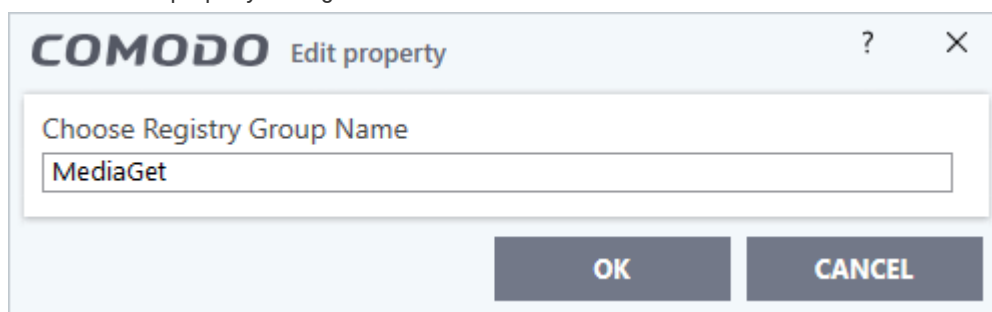 COMODO Edit property ? X
Choose Registry Group Name
MediaGet
OK CANCEL